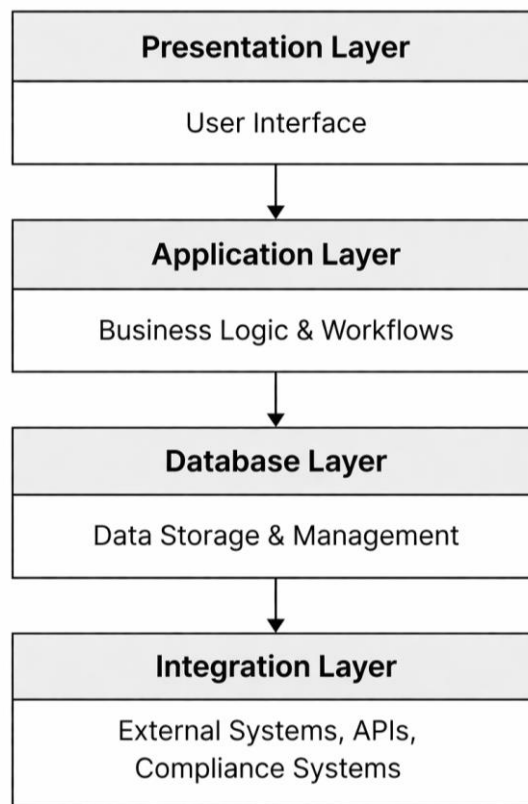 Presentation Layer
User Interface
Application Layer
Business Logic & Workflows
Database Layer
Data Storage & Management
Integration Layer
External Systems, APIs,
Compliance Systems